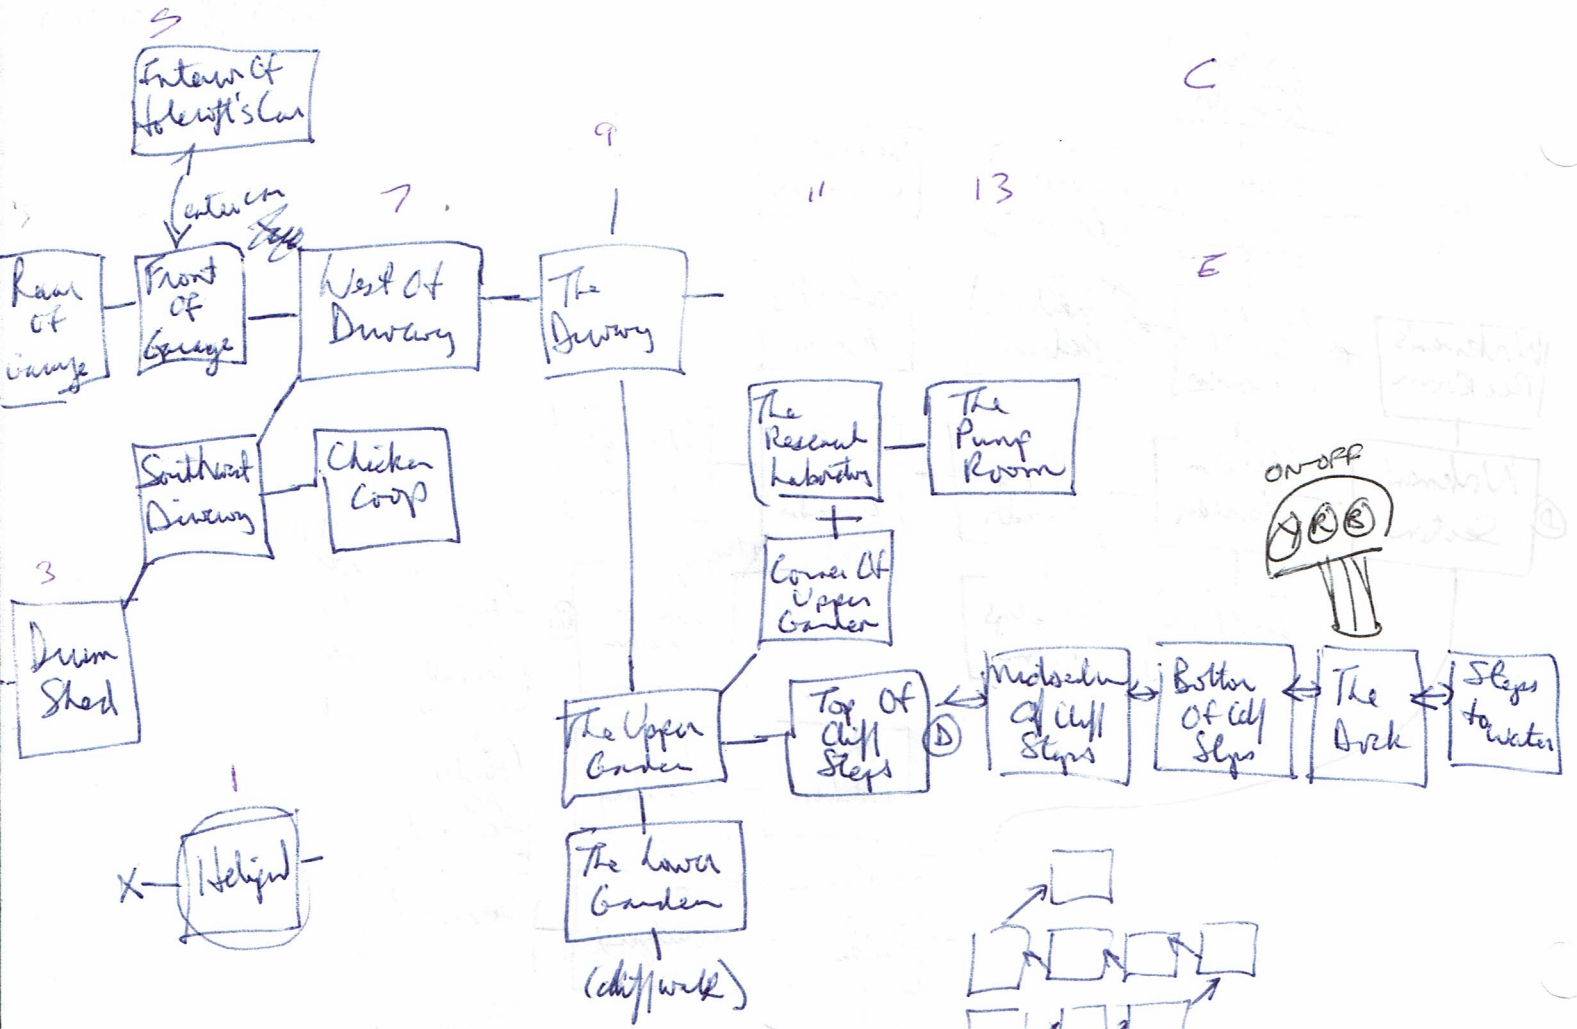 5
Interior Of
Holcroft's Car
C
9
enter car
7
11
13
Rear
Of
Garage
Front
Of
Garage
West Of
Driveway
The
Driveway
E
The
Research
Laboratory
The
Pump
Room
Southwest
Driveway
Chicken
Coop
ON-OFF
Y R B
3
Corner Of
Upper
Garden
Drum
Shed
The Upper
Garden
Top Of
Cliff
Steps
D
Midsection
Of Cliff
Steps
Bottom
Of Cliff
Steps
The
Dock
Steps
to
Water
1
X
Helipad
The Lower
Garden
(cliff walk)